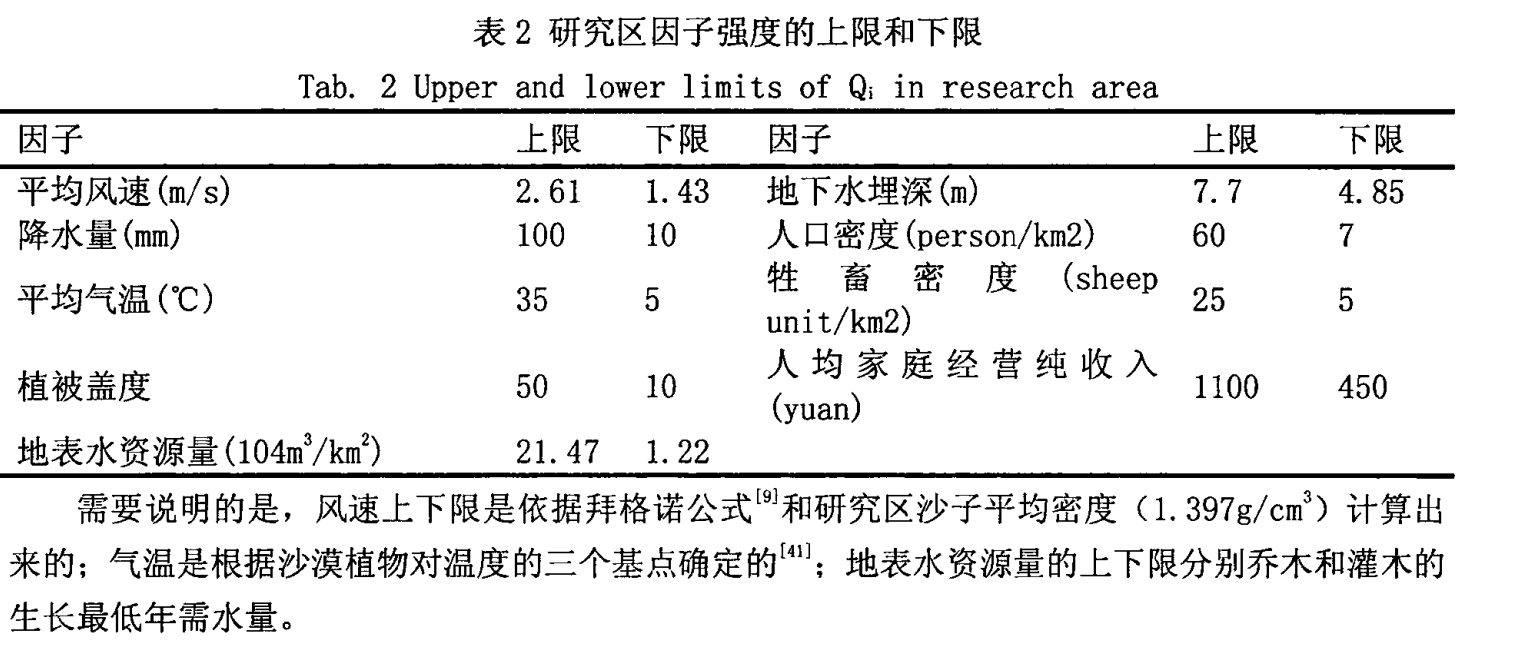 表2 研究区因子强度的上限和下限
Tab. 2 Upper and lower limits of Qi in research area
因子 上限 下限 因子 上限 下限
平均风速(m/s) 2.61 1.43 地下水埋深(m) 7.7 4.85
降水量(mm) 100 10 人口密度(person/km2) 60 7
平均气温(℃) 35 5 牲畜密度(sheep
unit/km2) 25 5
植被盖度 50 10 人均家庭经营纯收入
(yuan) 1100 450
地表水资源量(104m³/km²) 21.47 1.22
需要说明的是，风速上下限是依据拜格诺公式[9]和研究区沙子平均密度（1.397g/cm³）计算出
来的；气温是根据沙漠植物对温度的三个基点确定的[41]；地表水资源量的上下限分别乔木和灌木的
生长最低年需水量。